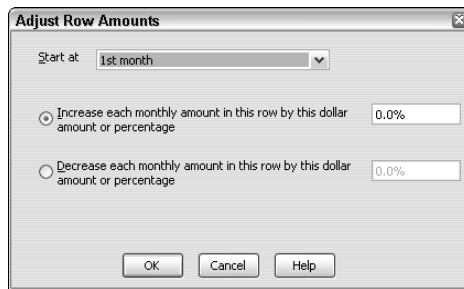 Adjust Row Amounts
Start at 1st month
Increase each monthly amount in this row by this dollar 0.0%
amount or percentage
Decrease each monthly amount in this row by this dollar 0.0%
amount or percentage
OK Cancel Help